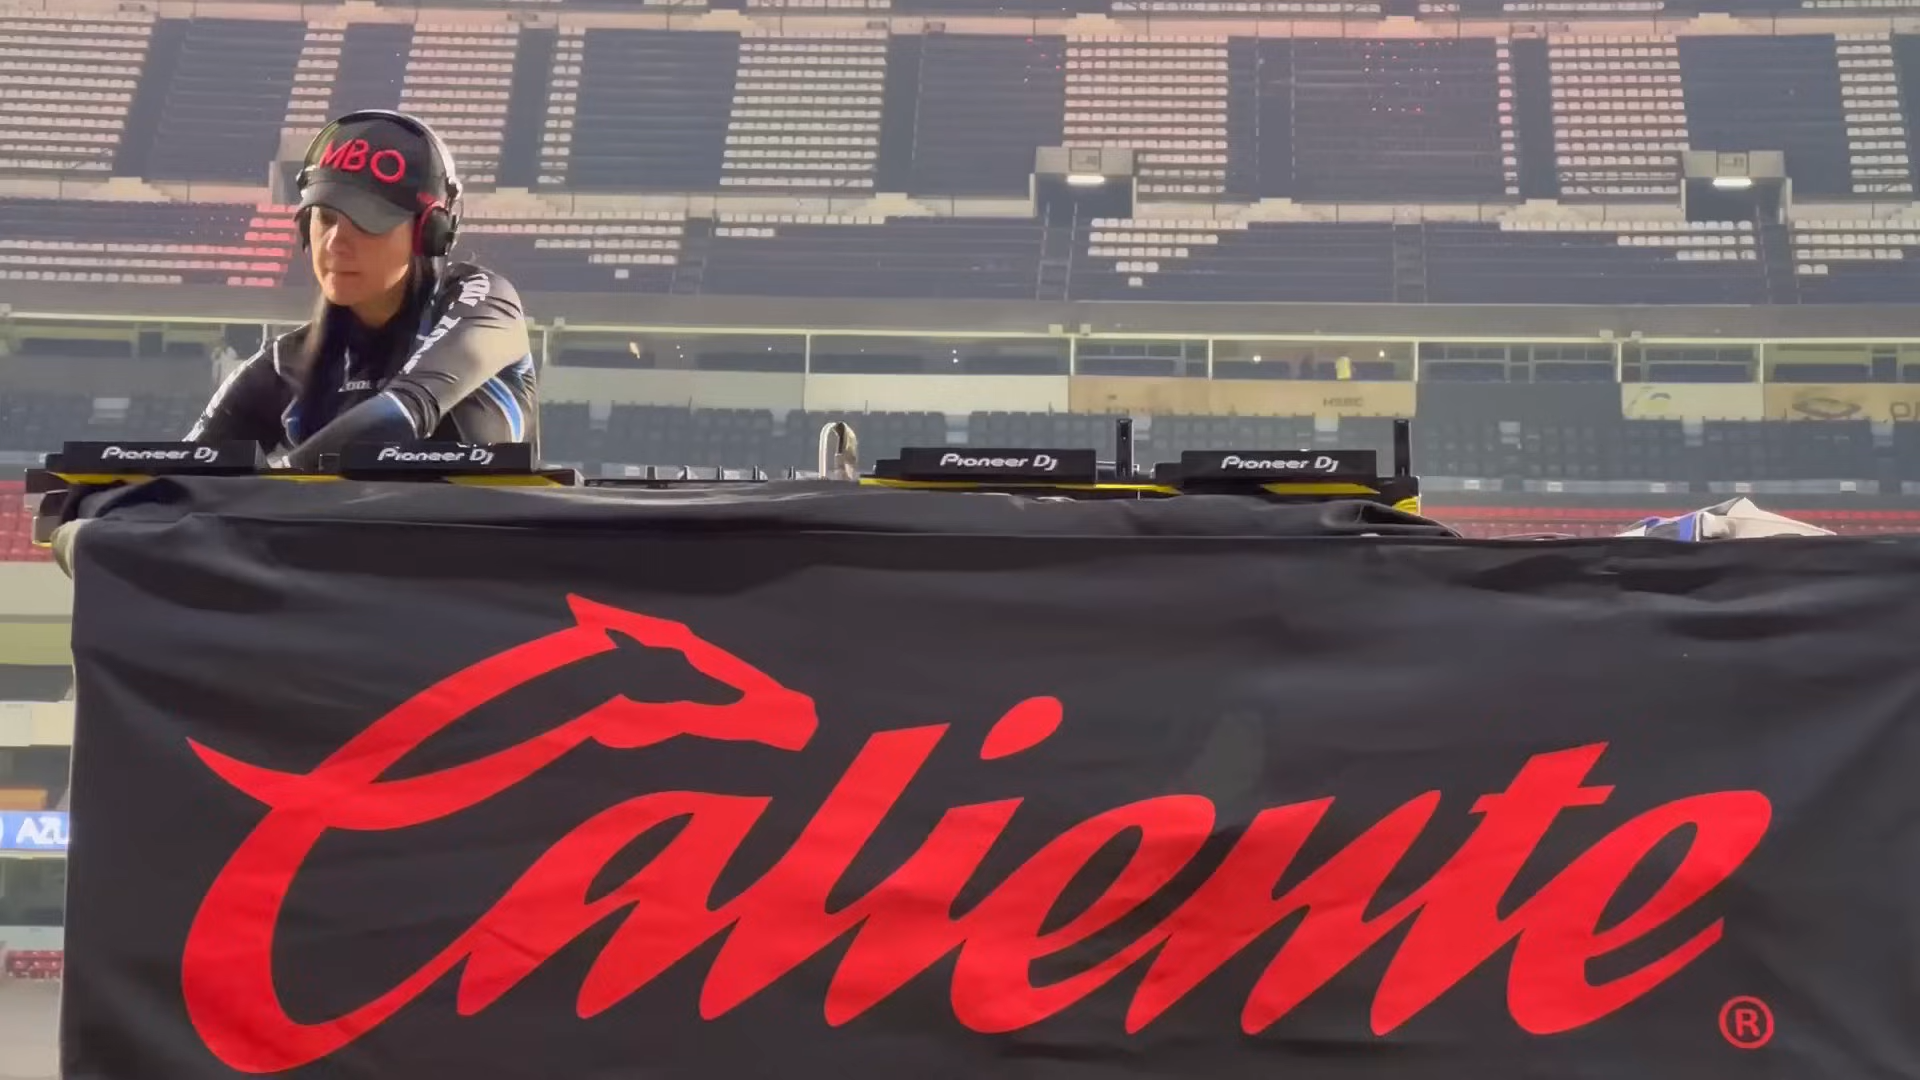 MBO
Pioneer Dj
Pioneer Dj
Pioneer Dj
Pioneer Dj
AZU
Caliente
®